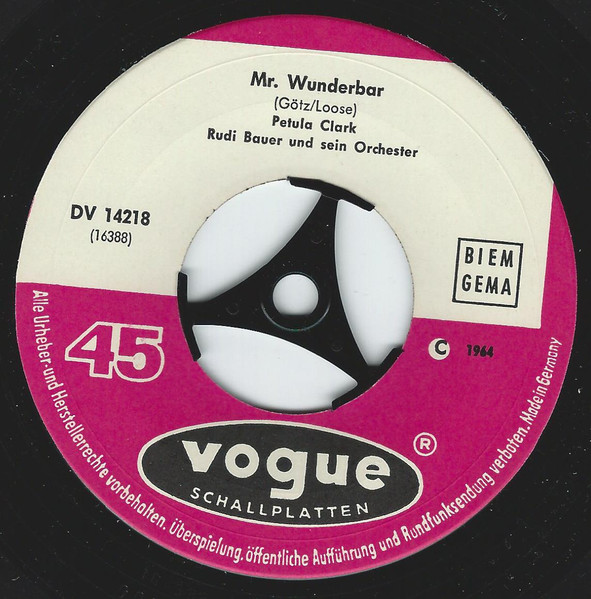 Mr. Wunderbar
(Götz/Loose)
Petula Clark
Rudi Bauer und sein Orchester
DV 14218
(16388)
BIEM
GEMA
45
C 1964
vogue ®
SCHALLPLATTEN
Alle Urheber- und Herstellerrechte vorbehalten. Überspielung, öffentliche Aufführung und Rundfunksendung verboten. Made in Germany